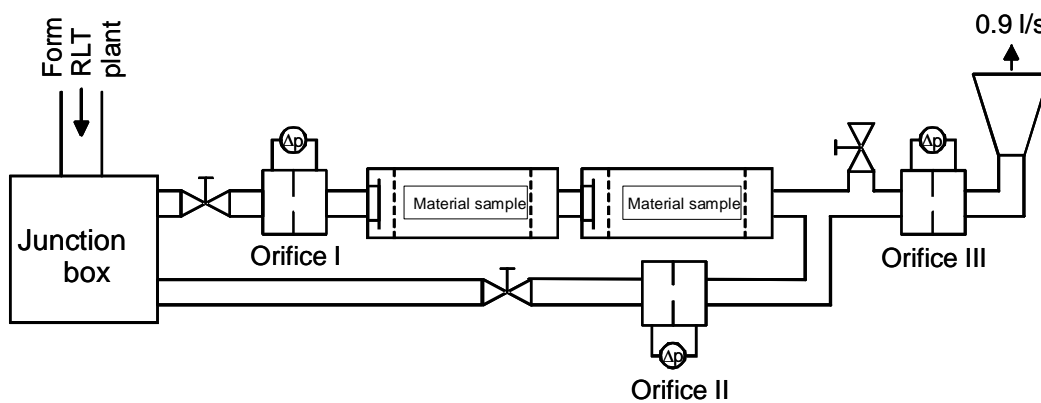 Form
RLT
plant
0.9 l/s
Δp
Δp
Material sample
Material sample
Junction
box
Orifice I
Orifice III
Δp
Orifice II